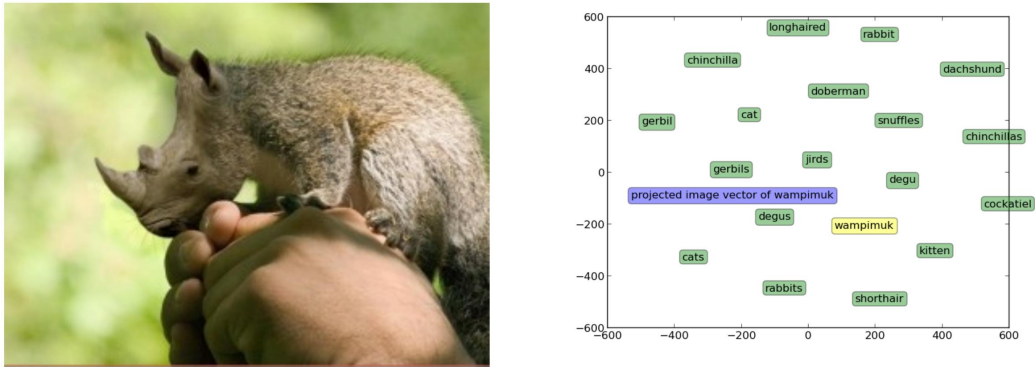 600
400
200
0
−200
−400
−600
−600
−400
−200
0
200
400
600
longhaired
rabbit
chinchilla
dachshund
doberman
cat
snuffles
gerbil
chinchillas
jirds
gerbils
degu
projected image vector of wampimuk
cockatiel
degus
wampimuk
kitten
cats
rabbits
shorthair